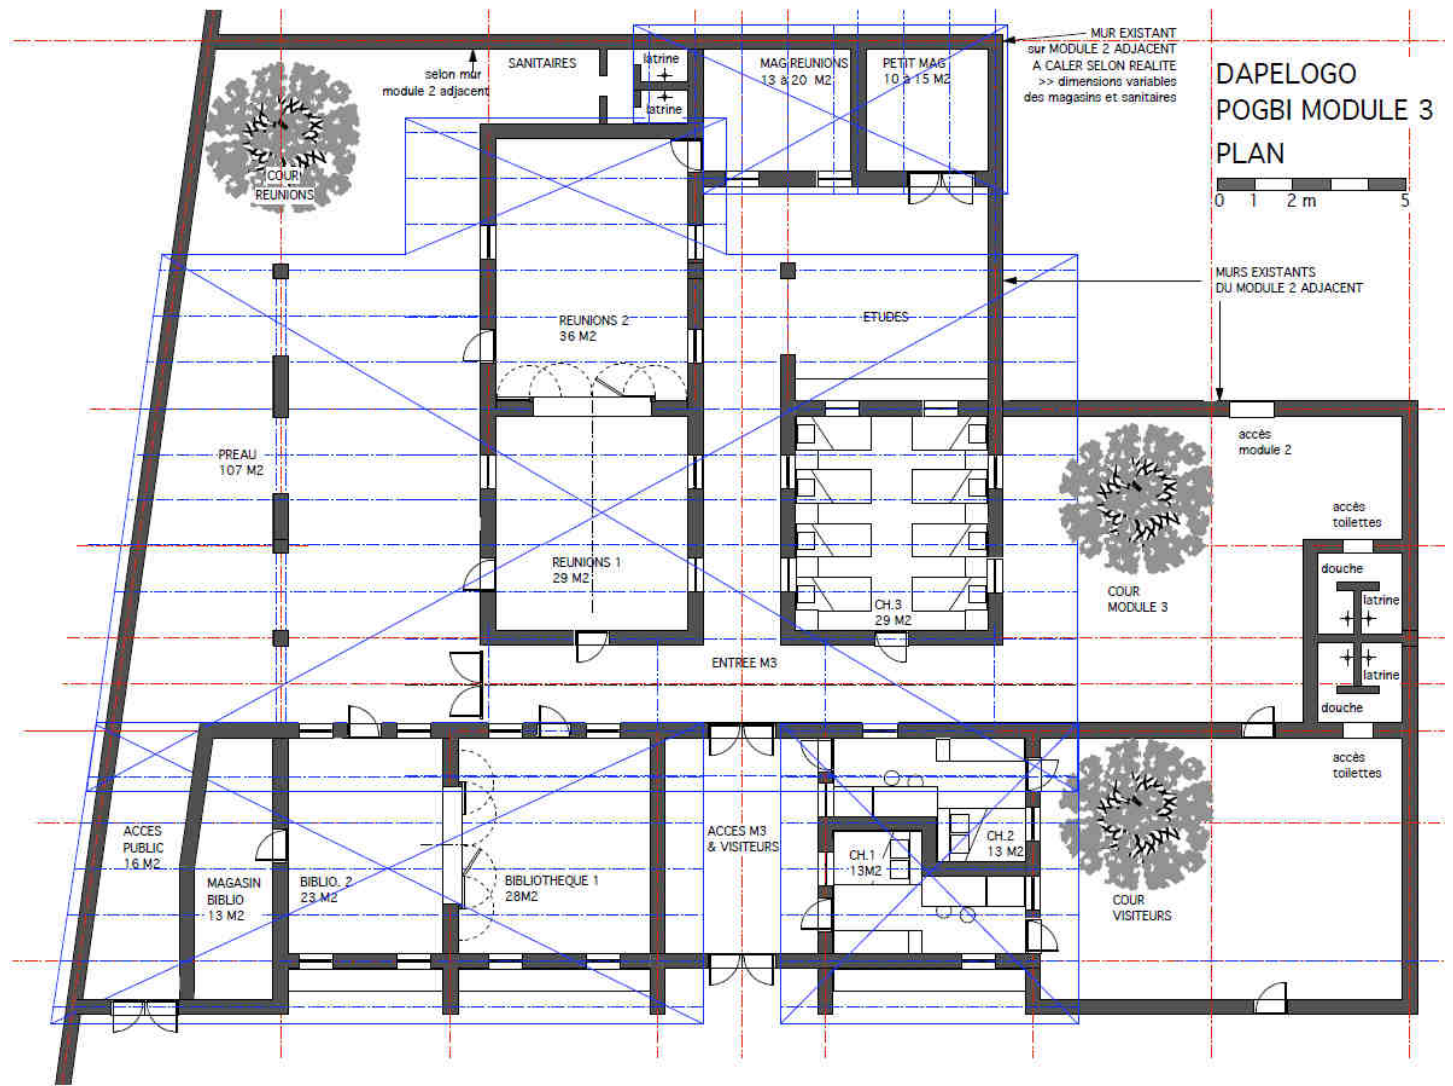 MUR EXISTANT
sur MODULE 2 ADJACENT
A CALER SELON REALITE
>> dimensions variables
des magasins et sanitaires
DAPELOGO
POGBI MODULE 3
PLAN
0 1 2 m 5
SANITAIRES
latrine
latrine
MAG REUNIONS
13 à 20 M2
PETIT MAG
10 à 15 M2
selon mur
module 2 adjacent
COUR
REUNIONS
MURS EXISTANTS
DU MODULE 2 ADJACENT
REUNIONS 2
36 M2
ETUDES
PREAU
107 M2
accès
module 2
accès
toilettes
REUNIONS 1
29 M2
CH.3
29 M2
COUR
MODULE 3
douche
latrine
latrine
douche
ENTREE M3
accès
toilettes
ACCES
PUBLIC
16 M2
MAGASIN
BIBLIO
13 M2
BIBLIO. 2
23 M2
BIBLIOTHEQUE 1
28M2
ACCES M3
& VISITEURS
CH.1
13M2
CH.2
13 M2
COUR
VISITEURS